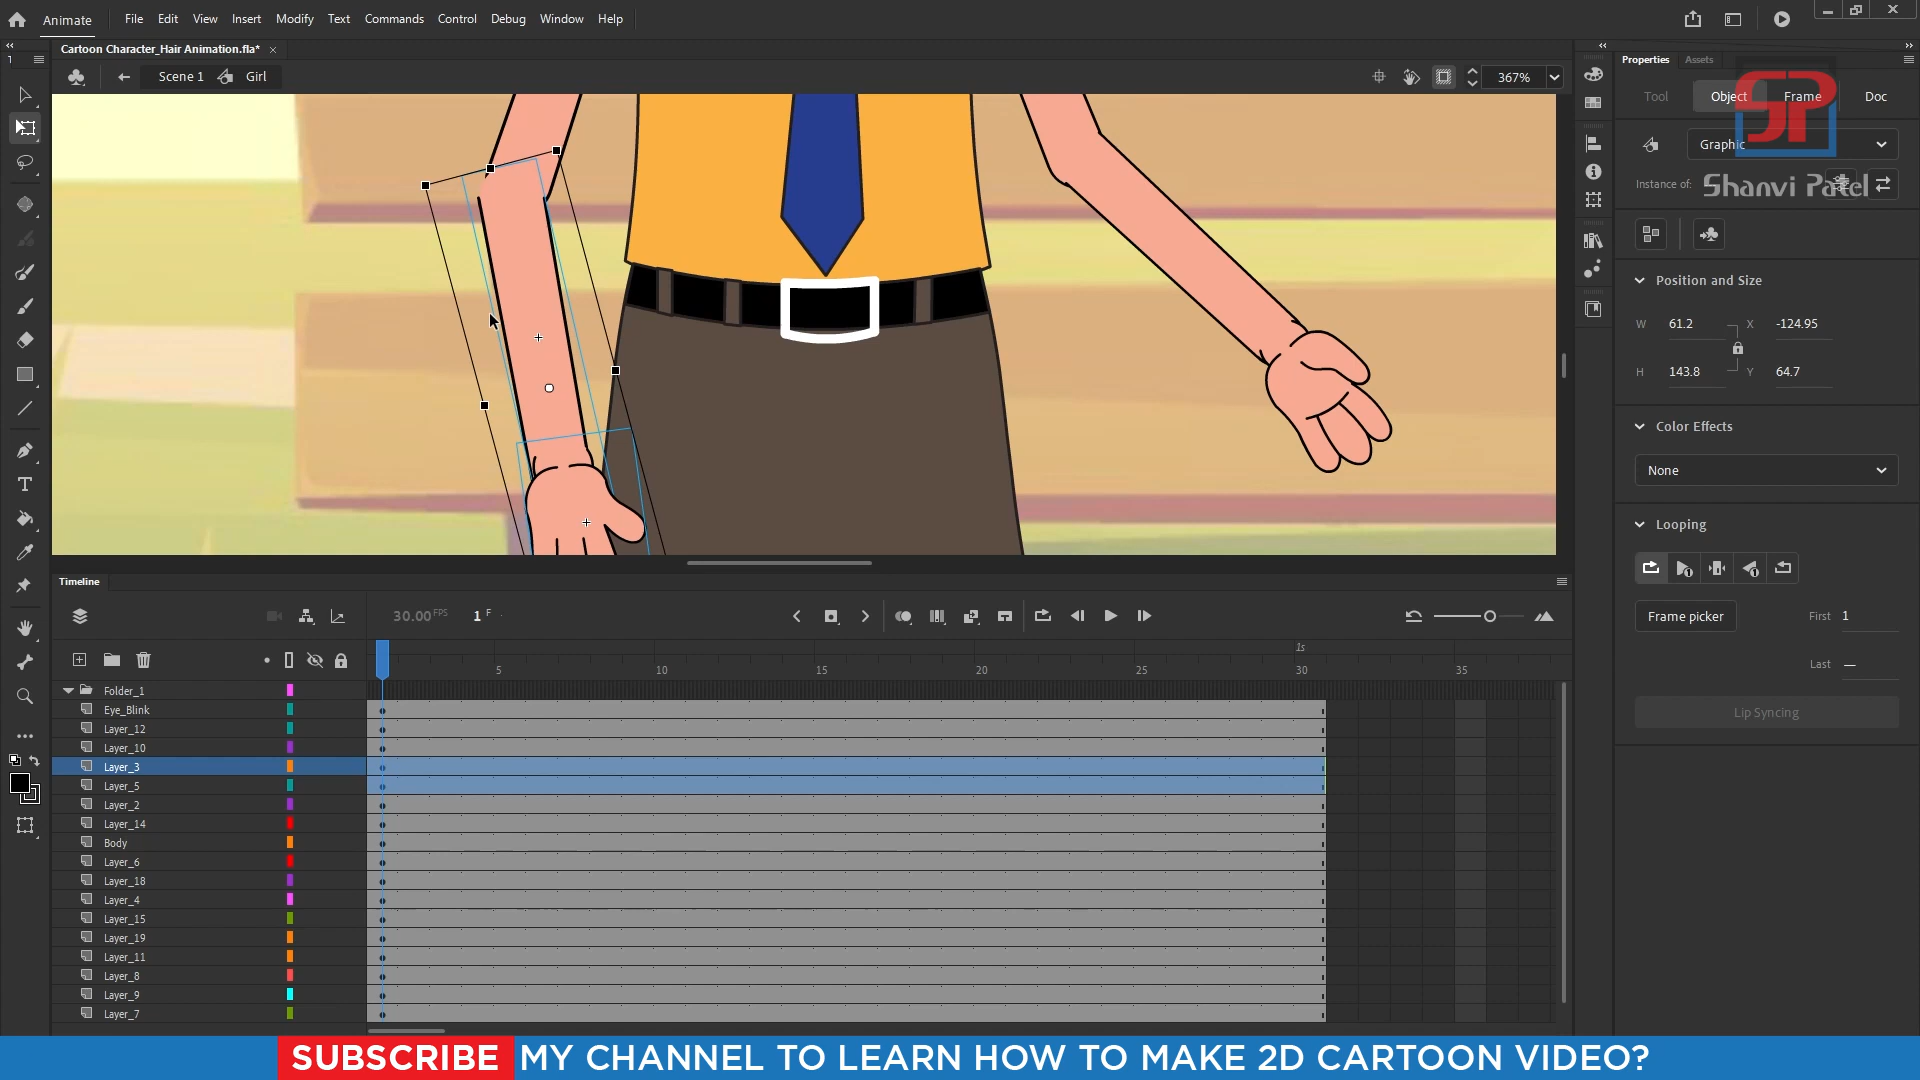 Animate
File Edit View Insert Modify Text Commands Control Debug Window Help
Cartoon Character_Hair Animation.fla*
Scene 1 Girl
367%
Properties Assets
JP
Tool Object Frame Doc
Graphic
Instance of:
Shanvi Patel
Position and Size
W 61.2 X -124.95
H 143.8 Y 64.7
Color Effects
None
Looping
Frame picker First 1
Last —
Lip Syncing
Timeline
30.00 FPS 1 F
1s
5 10 15 20 25 30 35
Folder_1
Eye_Blink
Layer_12
Layer_10
Layer_3
Layer_5
Layer_2
Layer_14
Body
Layer_6
Layer_18
Layer_4
Layer_15
Layer_19
Layer_11
Layer_8
Layer_9
Layer_7
SUBSCRIBE MY CHANNEL TO LEARN HOW TO MAKE 2D CARTOON VIDEO?